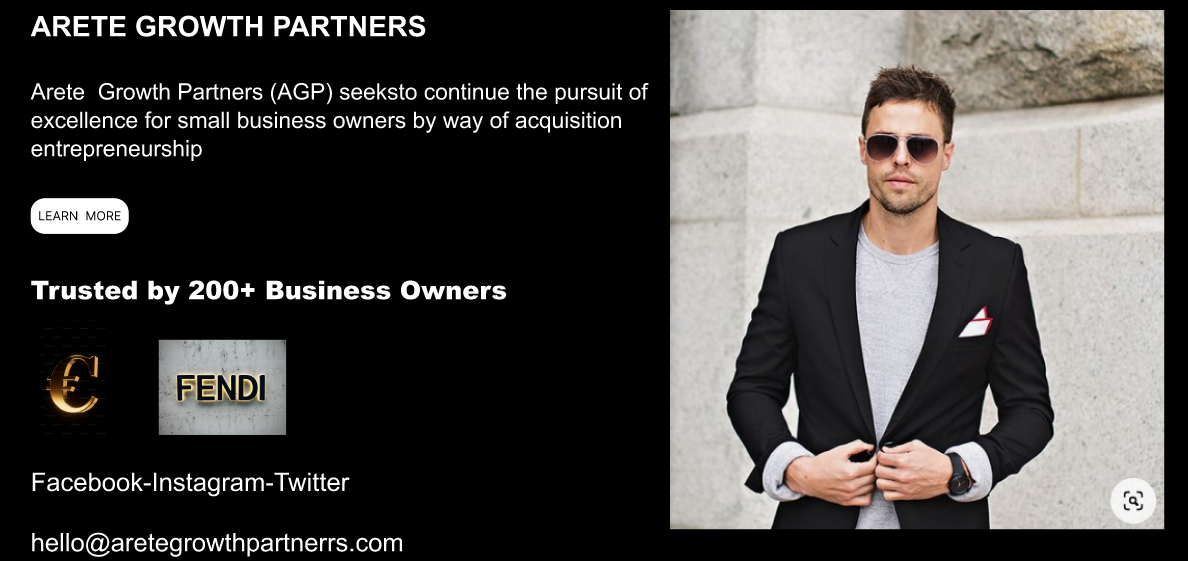 ARETE GROWTH PARTNERS
Arete  Growth Partners (AGP) seeksto continue the pursuit of
excellence for small business owners by way of acquisition
entrepreneurship
LEARN  MORE
Trusted by 200+ Business Owners
€
FENDI
Facebook-Instagram-Twitter
hello@aretegrowthpartnerrs.com